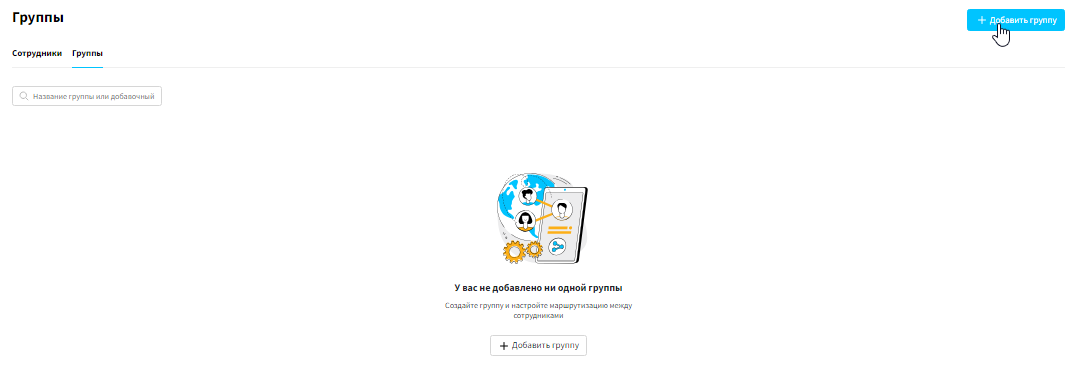 Группы
+ Добавить группу
Сотрудники Группы
Название группы или добавочный
У вас не добавлено ни одной группы
Создайте группу и настройте маршрутизацию между
сотрудниками
+ Добавить группу